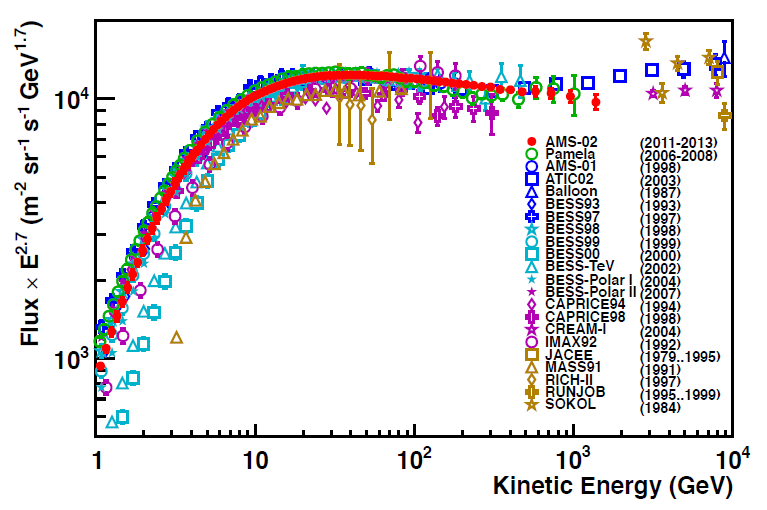 Flux × E^2.7 (m^-2 sr^-1 s^-1 GeV^1.7)
10^4
10^3
AMS-02 (2011-2013)
Pamela (2006-2008)
AMS-01 (1998)
ATIC02 (2003)
Balloon (1987)
BESS93 (1993)
BESS97 (1997)
BESS98 (1998)
BESS99 (1999)
BESS00 (2000)
BESS-TeV (2002)
BESS-Polar I (2004)
BESS-Polar II (2007)
CAPRICE94 (1994)
CAPRICE98 (1998)
CREAM-I (2004)
IMAX92 (1992)
JACEE (1979..1995)
MASS91 (1991)
RICH-II (1997)
RUNJOB (1995..1999)
SOKOL (1984)
1 10 10^2 10^3 10^4
Kinetic Energy (GeV)